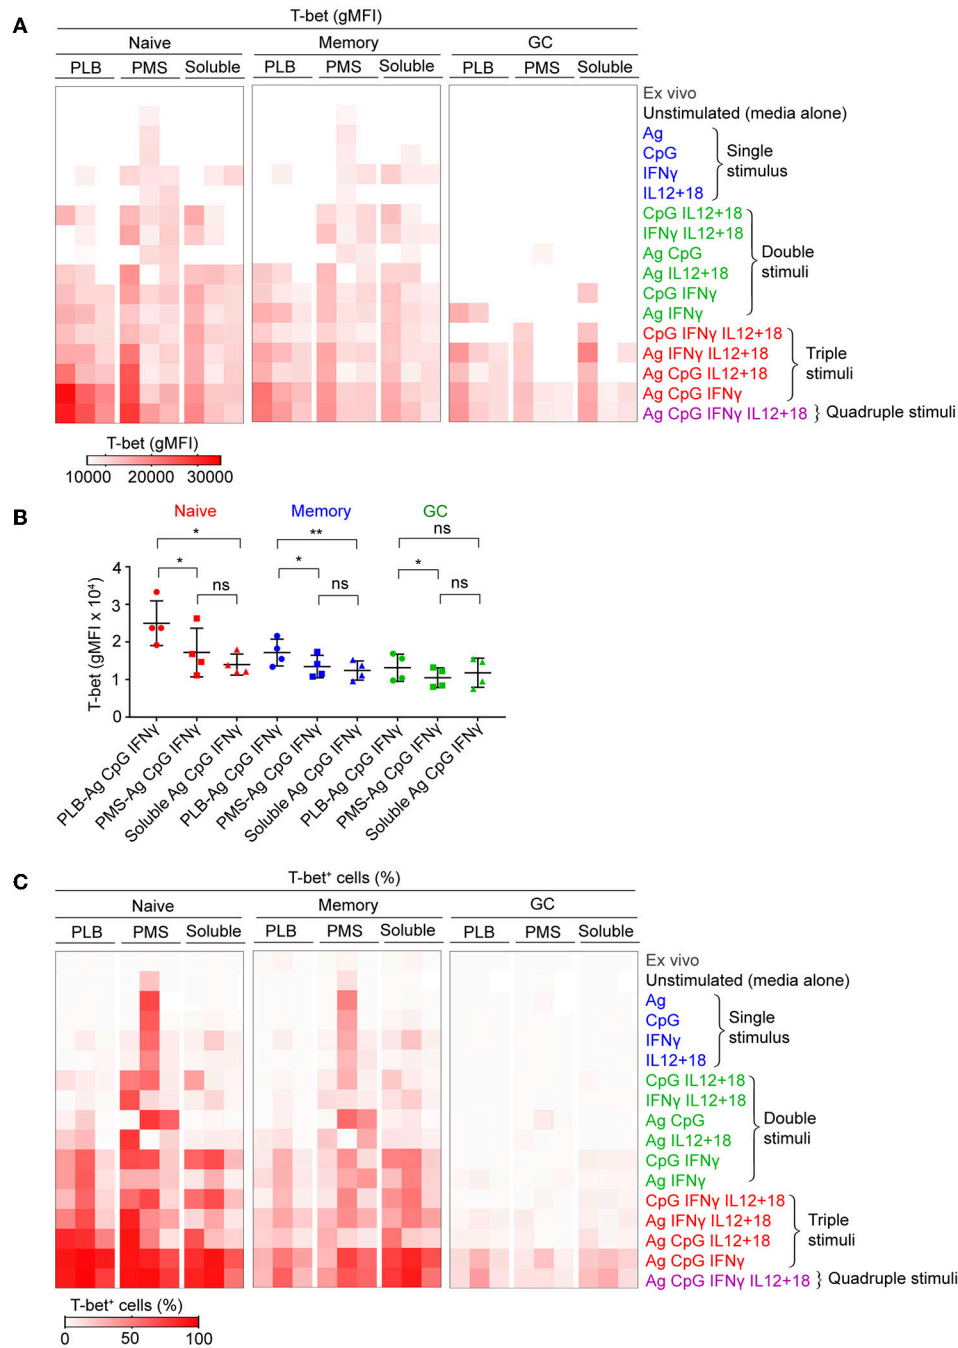 A
T-bet (gMFI)
Naive Memory GC
PLB PMS Soluble PLB PMS Soluble PLB PMS Soluble
Ex vivo
Unstimulated (media alone)
Ag
CpG
IFNγ
IL12+18
Single
stimulus
CpG IL12+18
IFNγ IL12+18
Ag CpG
Ag IL12+18
CpG IFNγ
Ag IFNγ
Double
stimuli
CpG IFNγ IL12+18
Ag IFNγ IL12+18
Ag CpG IL12+18
Ag CpG IFNγ
Triple
stimuli
Ag CpG IFNγ IL12+18 } Quadruple stimuli
T-bet (gMFI)
10000 20000 30000
B
Naive Memory GC
* ** ns
* ns * ns * ns
T-bet (gMFI x 10⁴)
4
3
2
1
0
PLB-Ag CpG IFNγ
PMS-Ag CpG IFNγ
Soluble Ag CpG IFNγ
PLB-Ag CpG IFNγ
PMS-Ag CpG IFNγ
Soluble Ag CpG IFNγ
PLB-Ag CpG IFNγ
PMS-Ag CpG IFNγ
Soluble Ag CpG IFNγ
C
T-bet⁺ cells (%)
Naive Memory GC
PLB PMS Soluble PLB PMS Soluble PLB PMS Soluble
Ex vivo
Unstimulated (media alone)
Ag
CpG
IFNγ
IL12+18
Single
stimulus
CpG IL12+18
IFNγ IL12+18
Ag CpG
Ag IL12+18
CpG IFNγ
Ag IFNγ
Double
stimuli
CpG IFNγ IL12+18
Ag IFNγ IL12+18
Ag CpG IL12+18
Ag CpG IFNγ
Triple
stimuli
Ag CpG IFNγ IL12+18 } Quadruple stimuli
T-bet⁺ cells (%)
0 50 100